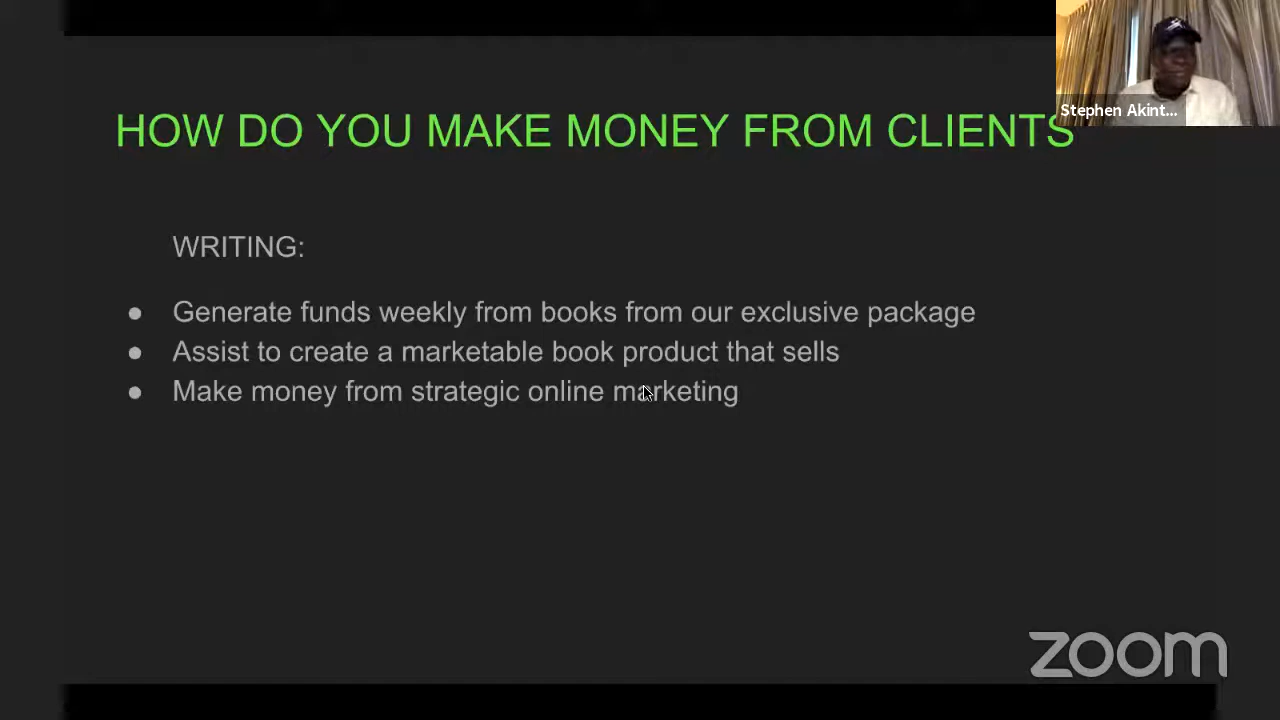 HOW DO YOU MAKE MONEY FROM CLIENTS
Stephen Akint...
WRITING:
● Generate funds weekly from books from our exclusive package
● Assist to create a marketable book product that sells
● Make money from strategic online marketing
zoom